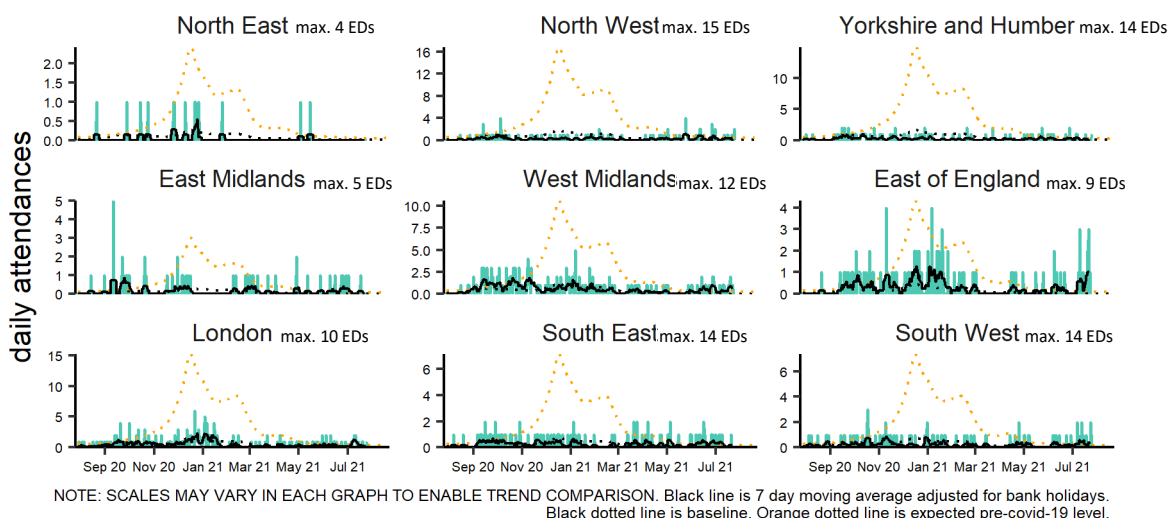 North East max. 4 EDs
North West max. 15 EDs
Yorkshire and Humber max. 14 EDs
2.0
1.5
1.0
0.5
0.0
16
12
8
4
0
10
5
0
daily attendances
East Midlands max. 5 EDs
West Midlands max. 12 EDs
East of England max. 9 EDs
5
4
3
2
1
0
10.0
7.5
5.0
2.5
0.0
4
3
2
1
0
London max. 10 EDs
South East max. 14 EDs
South West max. 14 EDs
15
10
5
0
6
4
2
0
6
4
2
0
Sep 20 Nov 20 Jan 21 Mar 21 May 21 Jul 21
Sep 20 Nov 20 Jan 21 Mar 21 May 21 Jul 21
Sep 20 Nov 20 Jan 21 Mar 21 May 21 Jul 21
NOTE: SCALES MAY VARY IN EACH GRAPH TO ENABLE TREND COMPARISON. Black line is 7 day moving average adjusted for bank holidays.
Black dotted line is baseline. Orange dotted line is expected pre-covid-19 level.